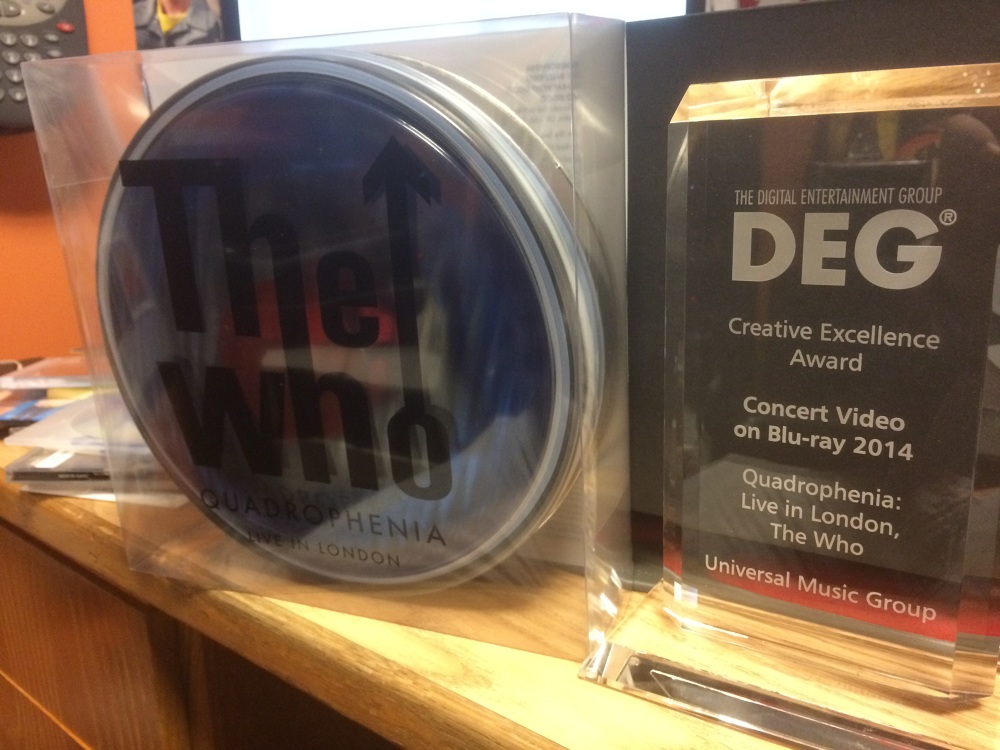 The
Who
QUADROPHENIA
LIVE IN LONDON
THE DIGITAL ENTERTAINMENT GROUP
DEG®
Creative Excellence
Award
Concert Video
on Blu-ray 2014
Quadrophenia:
Live in London,
The Who
Universal Music Group